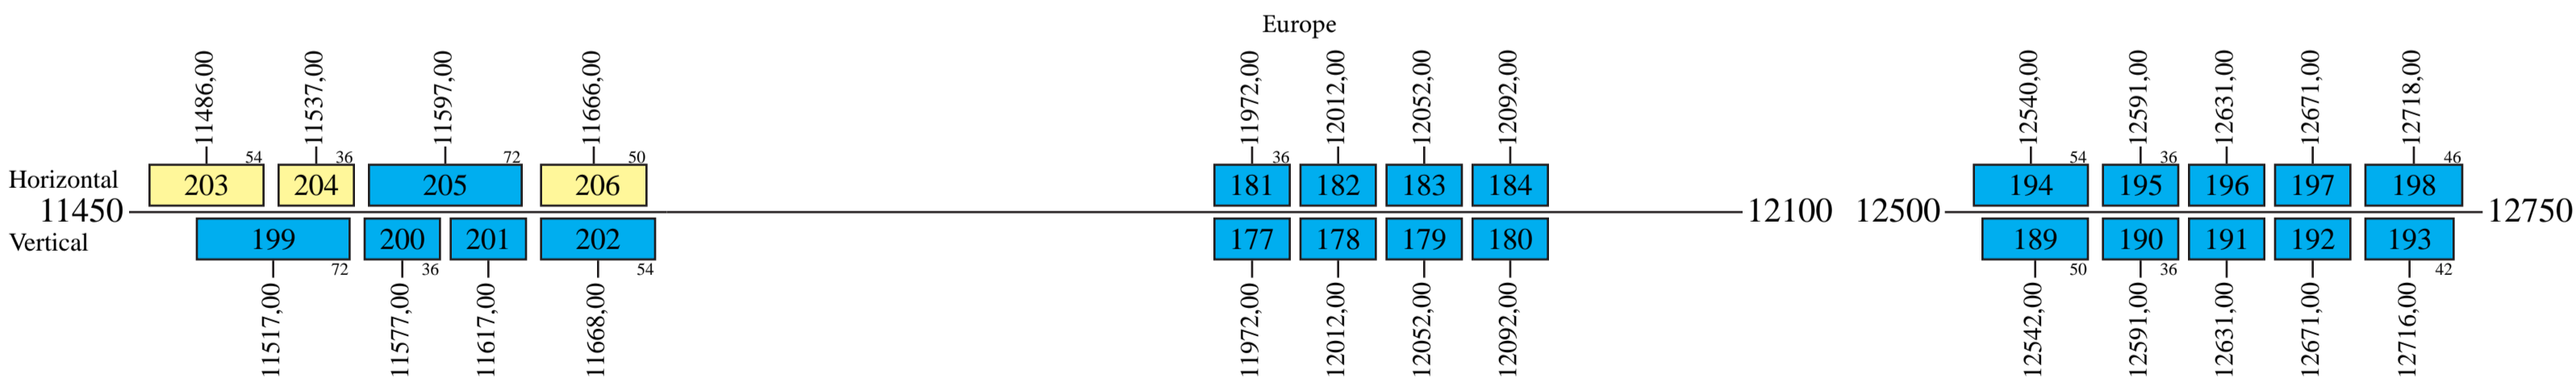 Europe
11486,00 11537,00 11597,00 11666,00 11972,00 12012,00 12052,00 12092,00 12540,00 12591,00 12631,00 12671,00 12718,00
54 36 72 50 36 54 36 46
Horizontal 203 204 205 206 181 182 183 184 194 195 196 197 198
11450 12100 12500 12750
Vertical 199 200 201 202 177 178 179 180 189 190 191 192 193
72 36 54 50 36 42
11517,00 11577,00 11617,00 11668,00 11972,00 12012,00 12052,00 12092,00 12542,00 12591,00 12631,00 12671,00 12716,00